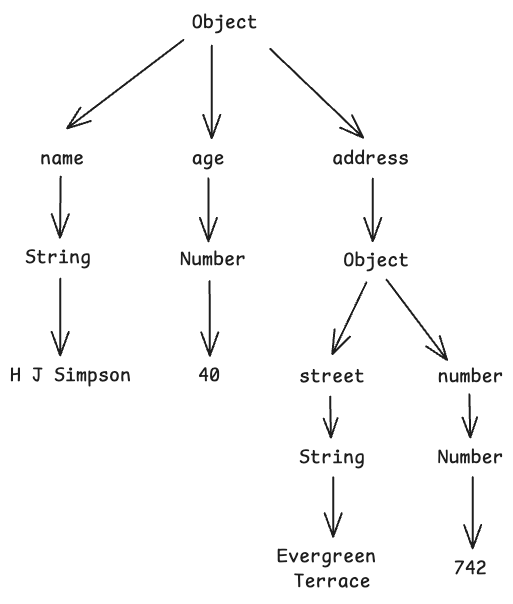 Object
name
age
address
String
Number
Object
H J Simpson
40
street
number
String
Number
Evergreen
Terrace
742